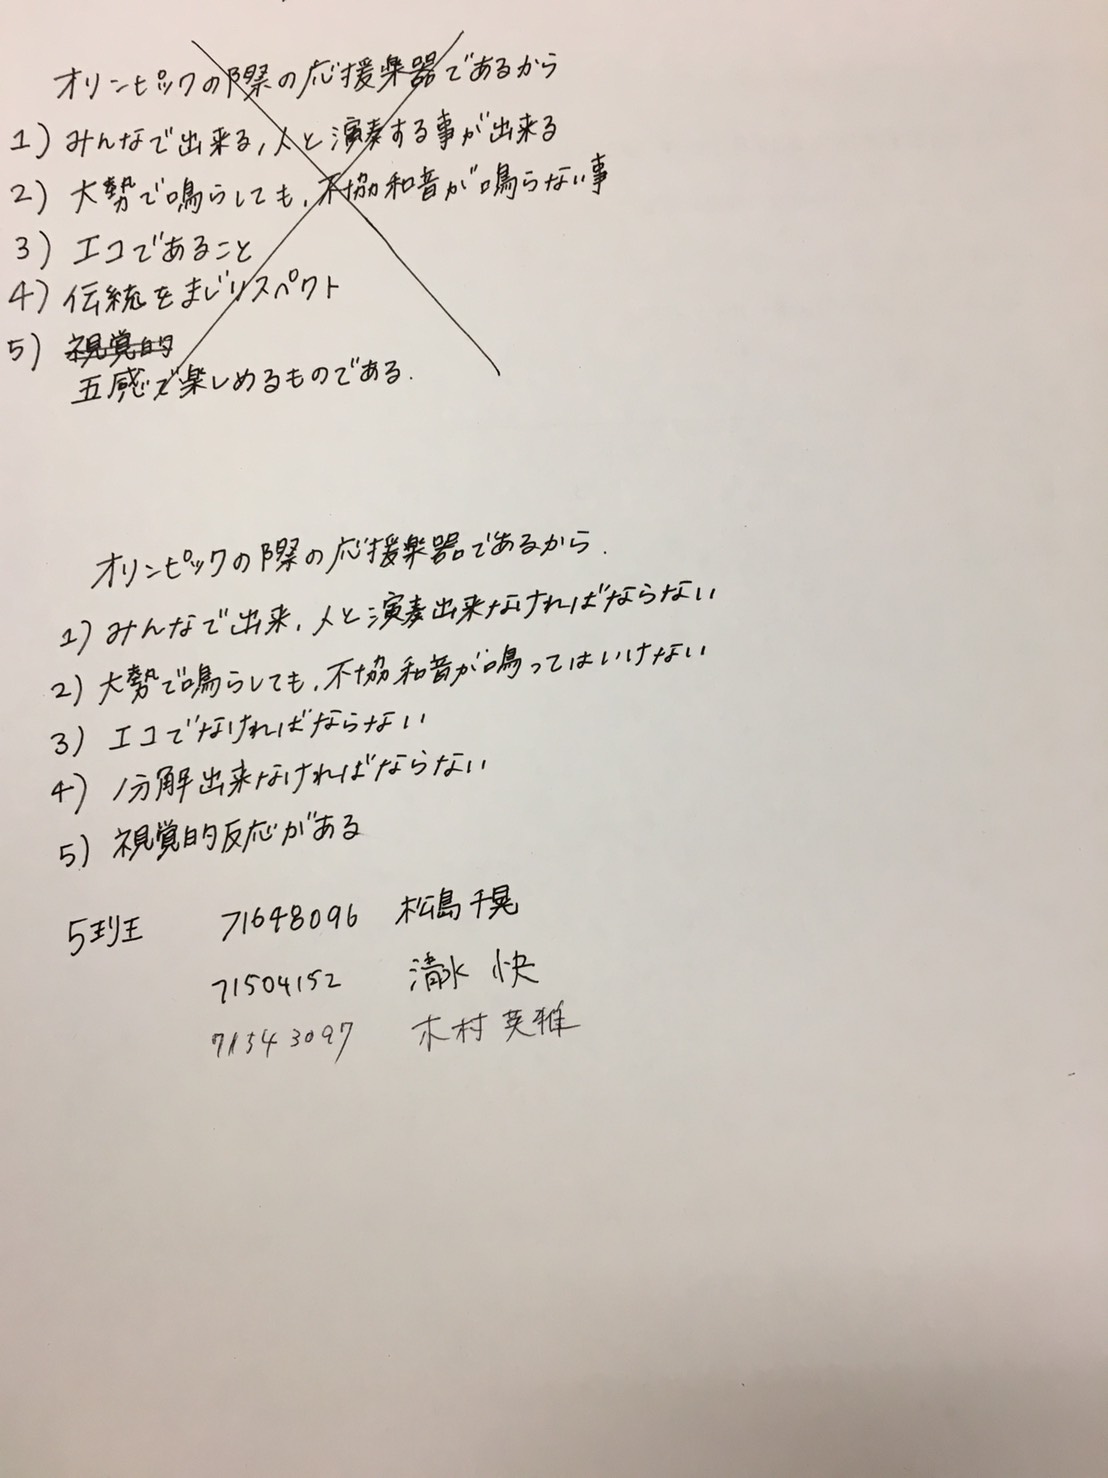 オリンピックの際の応援楽器であるから
1) みんなで出来る,人と演奏する事が出来る
2) 大勢で鳴らしても,不協和音が鳴らない事
3) エコであること
4) 伝統をまじリスペクト
5) 視覚的
五感で楽しめるものである.
オリンピックの際の応援楽器であるから.
1) みんなで出来,人と演奏出来なければならない
2) 大勢で鳴らしても,不協和音が鳴ってはいけない
3) エコでなければならない
4) 分解出来なければならない
5) 視覚的反応がある
5班 71648096 松島千晃
71504152 清水 快
71543097 木村 英雅